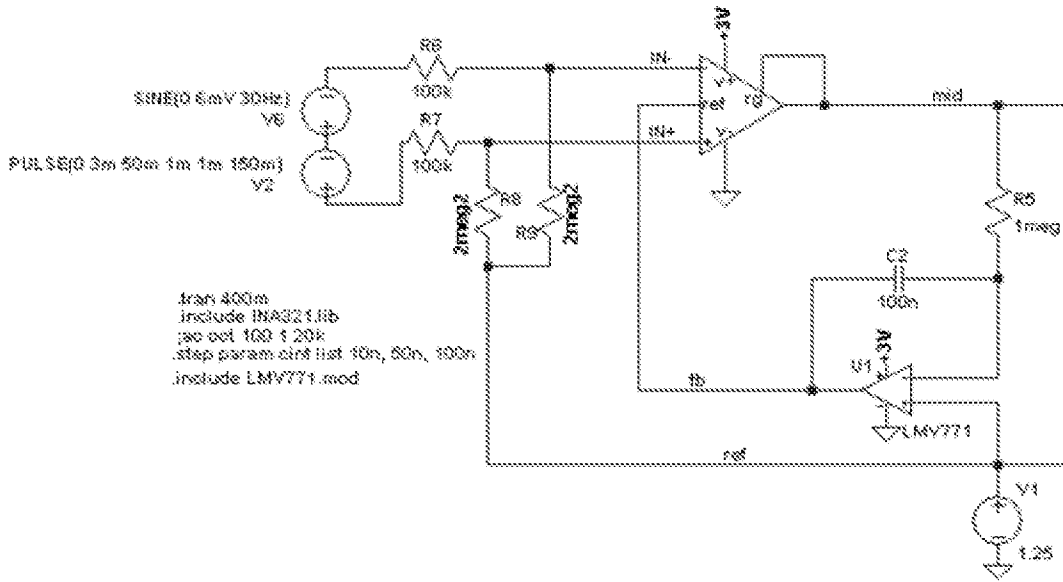 +3V
R6
100k
IN-
SINE(0 6mV 30Hz)
V6
R7
100k
IN+
v+
ref
rg
v-
mid
PULSE(0 3m 50m 1m 1m 150m)
V2
R8
2meg2
R9
2meg2
R5
1meg
C2
100n
.tran 400m
.include INA321.lib
;ac oct 100 1 20k
.step param cint list 10n, 50n, 100n
.include LMV771.mod
+3V
U1
fb
LMV771
ref
V1
1.25